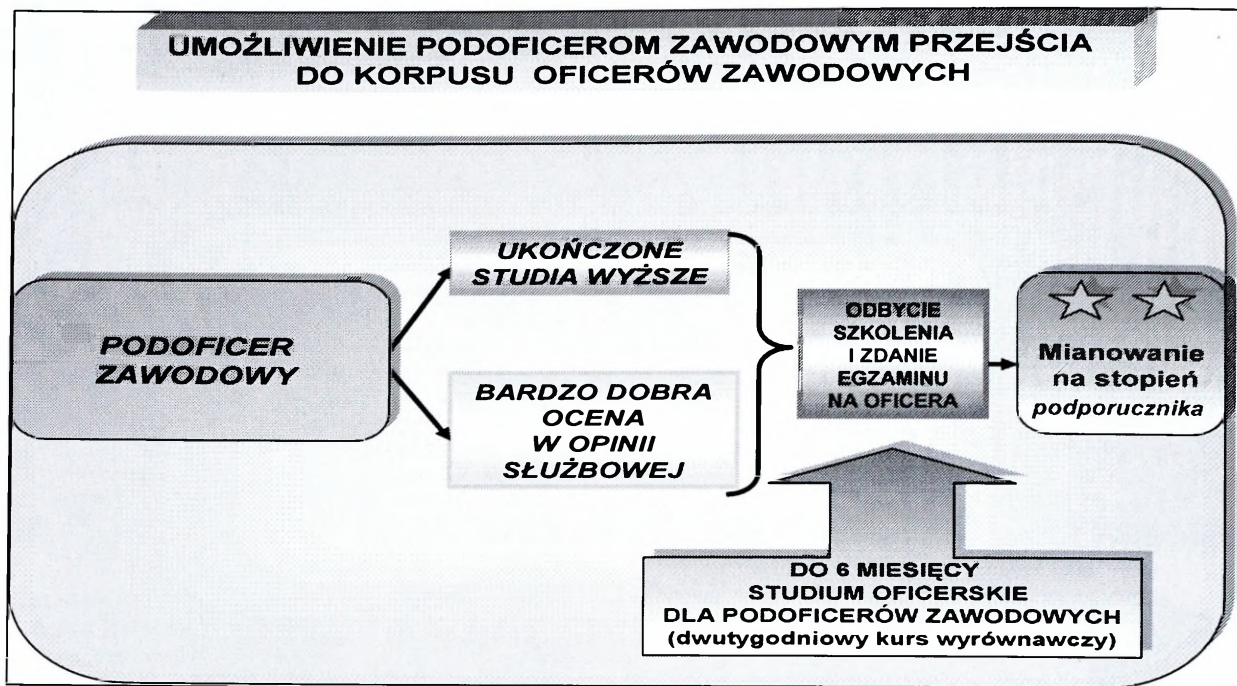 UMOŻLIWIENIE PODOFICEROM ZAWODOWYM PRZEJŚCIA
DO KORPUSU OFICERÓW ZAWODOWYCH
PODOFICER
ZAWODOWY
UKOŃCZONE
STUDIA WYŻSZE
BARDZO DOBRA
OCENA
W OPINII
SŁUŻBOWEJ
ODBYCIE
SZKOLENIA
I ZDANIE
EGZAMINU
NA OFICERA
Mianowanie
na stopień
podporucznika
DO 6 MIESIĘCY
STUDIUM OFICERSKIE
DLA PODOFICERÓW ZAWODOWYCH
(dwutygodniowy kurs wyrównawczy)